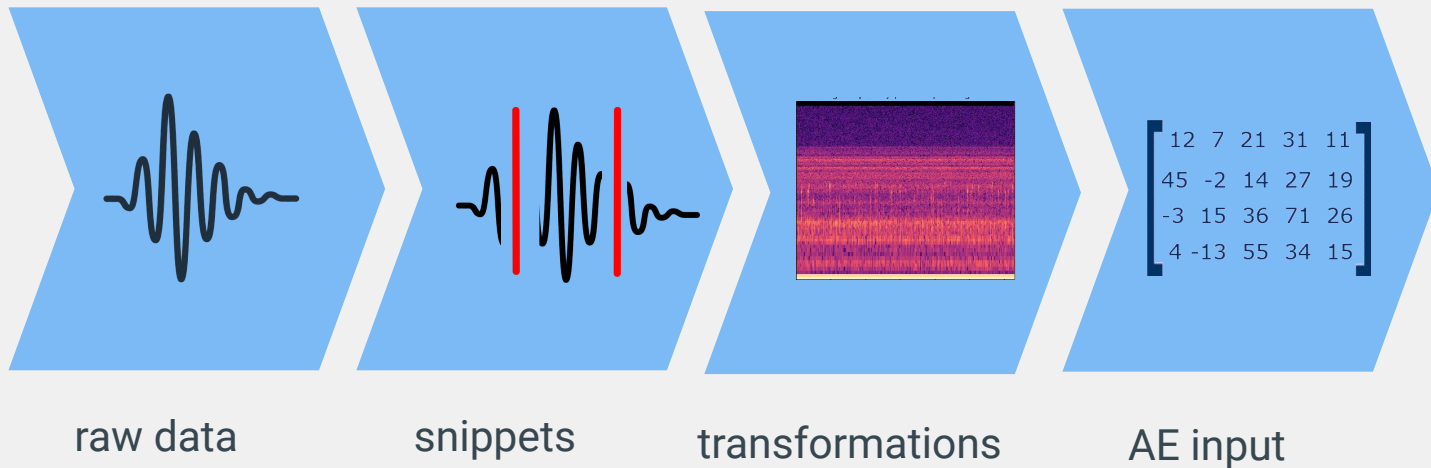 12 7 21 31 11
45 -2 14 27 19
-3 15 36 71 26
4 -13 55 34 15
raw data
snippets
transformations
AE input